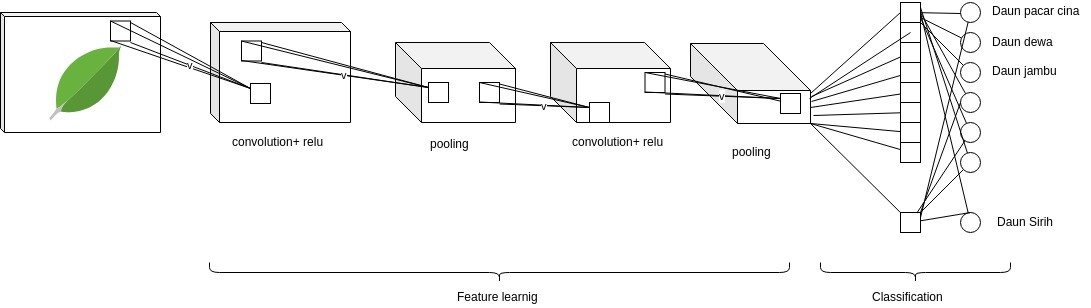 Daun pacar cina
Daun dewa
Daun jambu
v
v
v
v
convolution+ relu
pooling
convolution+ relu
pooling
Daun Sirih
Feature learnig
Classification